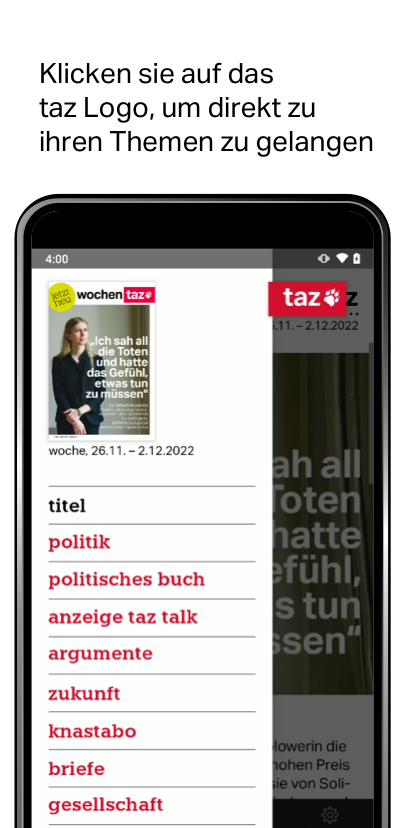 Klicken sie auf das
taz Logo, um direkt zu
ihren Themen zu gelangen
4:00
jetzt
neu
wochentaz
„Ich sah all
die Toten
und hatte
das Gefühl,
etwas tun
zu müssen“
woche, 26.11. – 2.12.2022
titel
politik
politisches buch
anzeige taz talk
argumente
zukunft
knastabo
briefe
gesellschaft
taz
z
.11. – 2.12.2022
ah all
Toten
hatte
efühl,
s tun
ssen“
lowerin die
hohen Preis
sie von Soli-